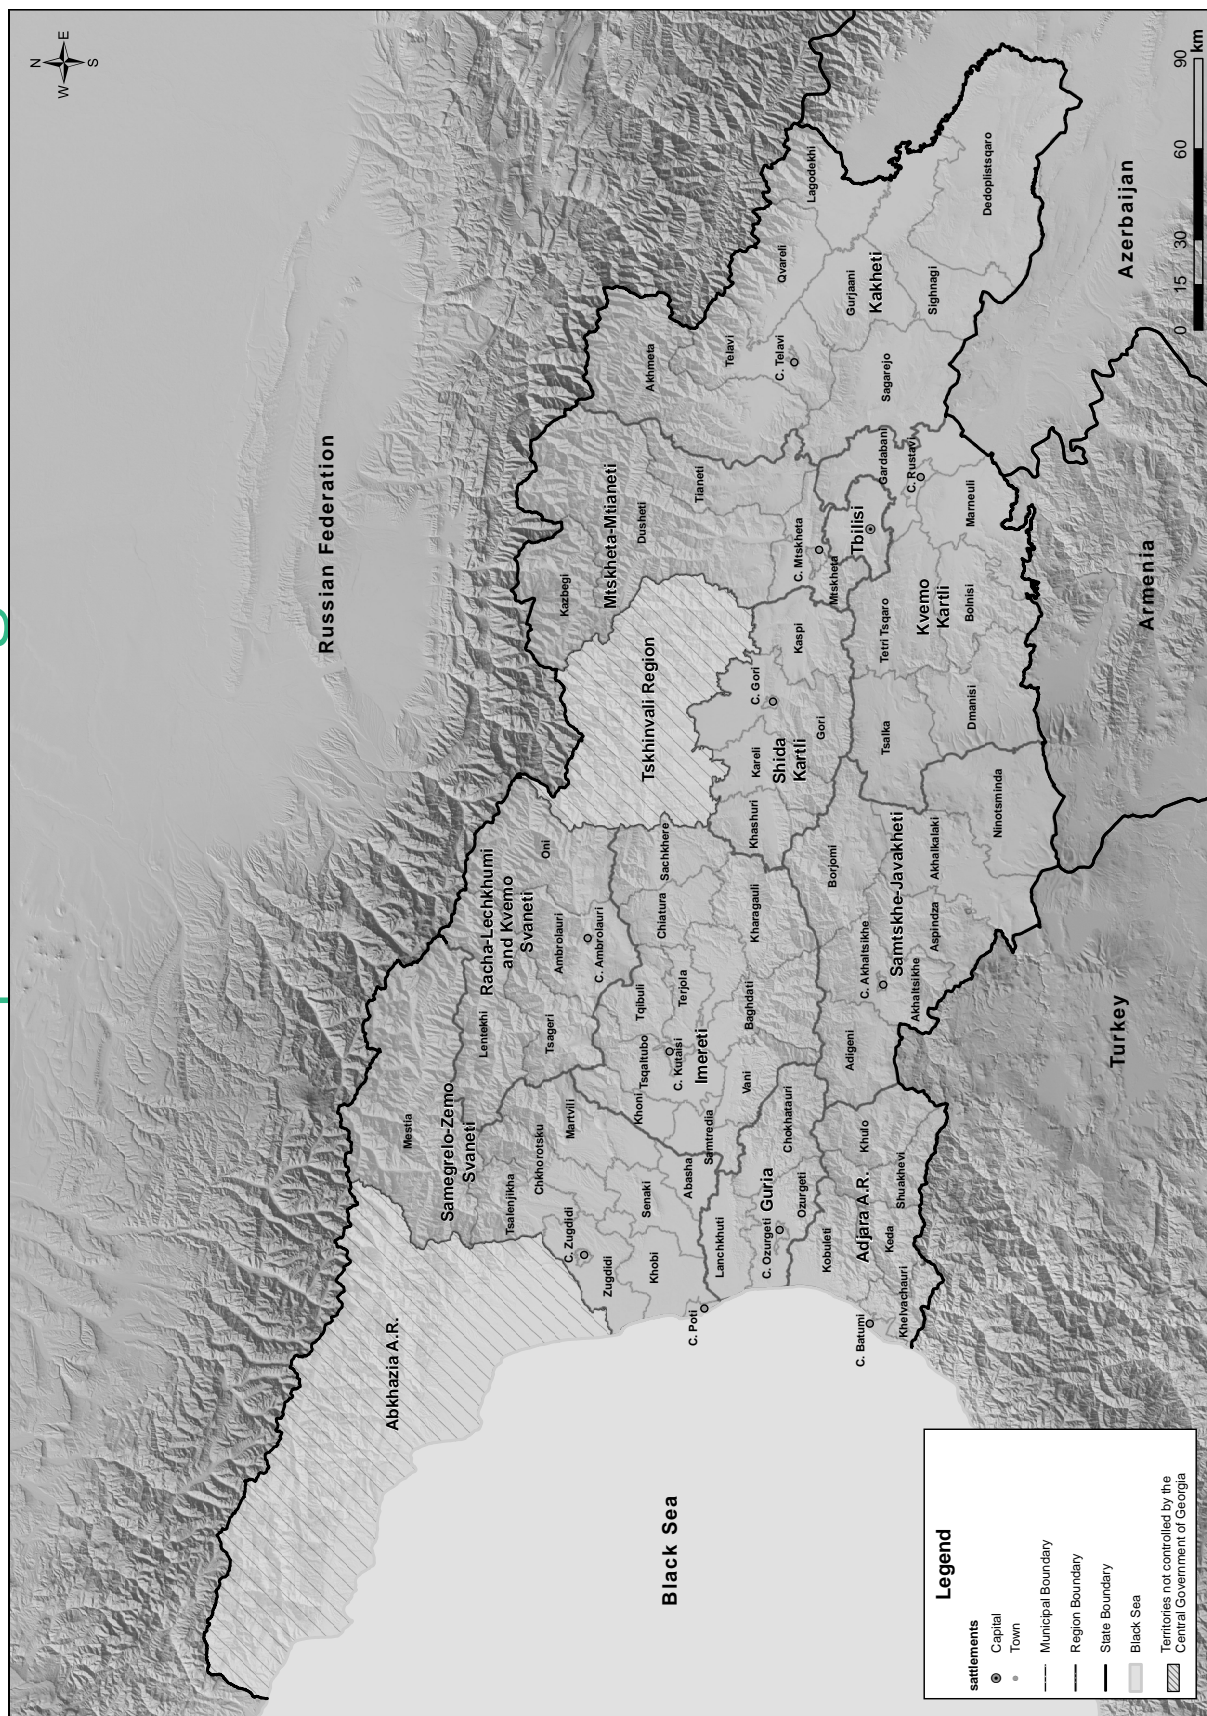 N
W
E
S
Russian Federation
Azerbaijan
Armenia
Turkey
Black Sea
Abkhazia A.R.
Samegrelo-Zemo
Svaneti
Mestia
Tsalenjikha
Chkhorotsku
Martvili
C. Zugdidi
Zugdidi
Khobi
Senaki
Abasha
C. Poti
Racha-Lechkhumi
and Kvemo
Svaneti
Lentekhi
Tsageri
Ambrolauri
C. Ambrolauri
Oni
Imereti
Khoni
Tsqaltubo
C. Kutaisi
Tqibuli
Terjola
Chiatura
Sachkhere
Kharagauli
Baghdati
Vani
Samtredia
Guria
Lanchkhuti
C. Ozurgeti
Ozurgeti
Chokhatauri
Adjara A.R.
Kobuleti
C. Batumi
Khelvachauri
Keda
Shuakhevi
Khulo
Samtskhe-Javakheti
Adigeni
C. Akhaltsikhe
Akhaltsikhe
Aspindza
Borjomi
Akhalkalaki
Ninotsminda
Tskhinvali Region
Shida
Kartli
Khashuri
Kareli
C. Gori
Gori
Kaspi
Mtskheta-Mtianeti
Kazbegi
Dusheti
Tianeti
C. Mtskheta
Mtskheta
Tbilisi
Kvemo
Kartli
Tsalka
Dmanisi
Tetri Tsqaro
Bolnisi
Marneuli
Gardabani
C. Rustavi
Kakheti
Akhmeta
Telavi
C. Telavi
Qvareli
Lagodekhi
Gurjaani
Sighnagi
Sagarejo
Dedoplistsqaro
0 15 30 60 90
km
Legend
sattlements
Capital
Town
Municipal Boundary
Region Boundary
State Boundary
Black Sea
Territories not controlled by the
Central Government of Georgia